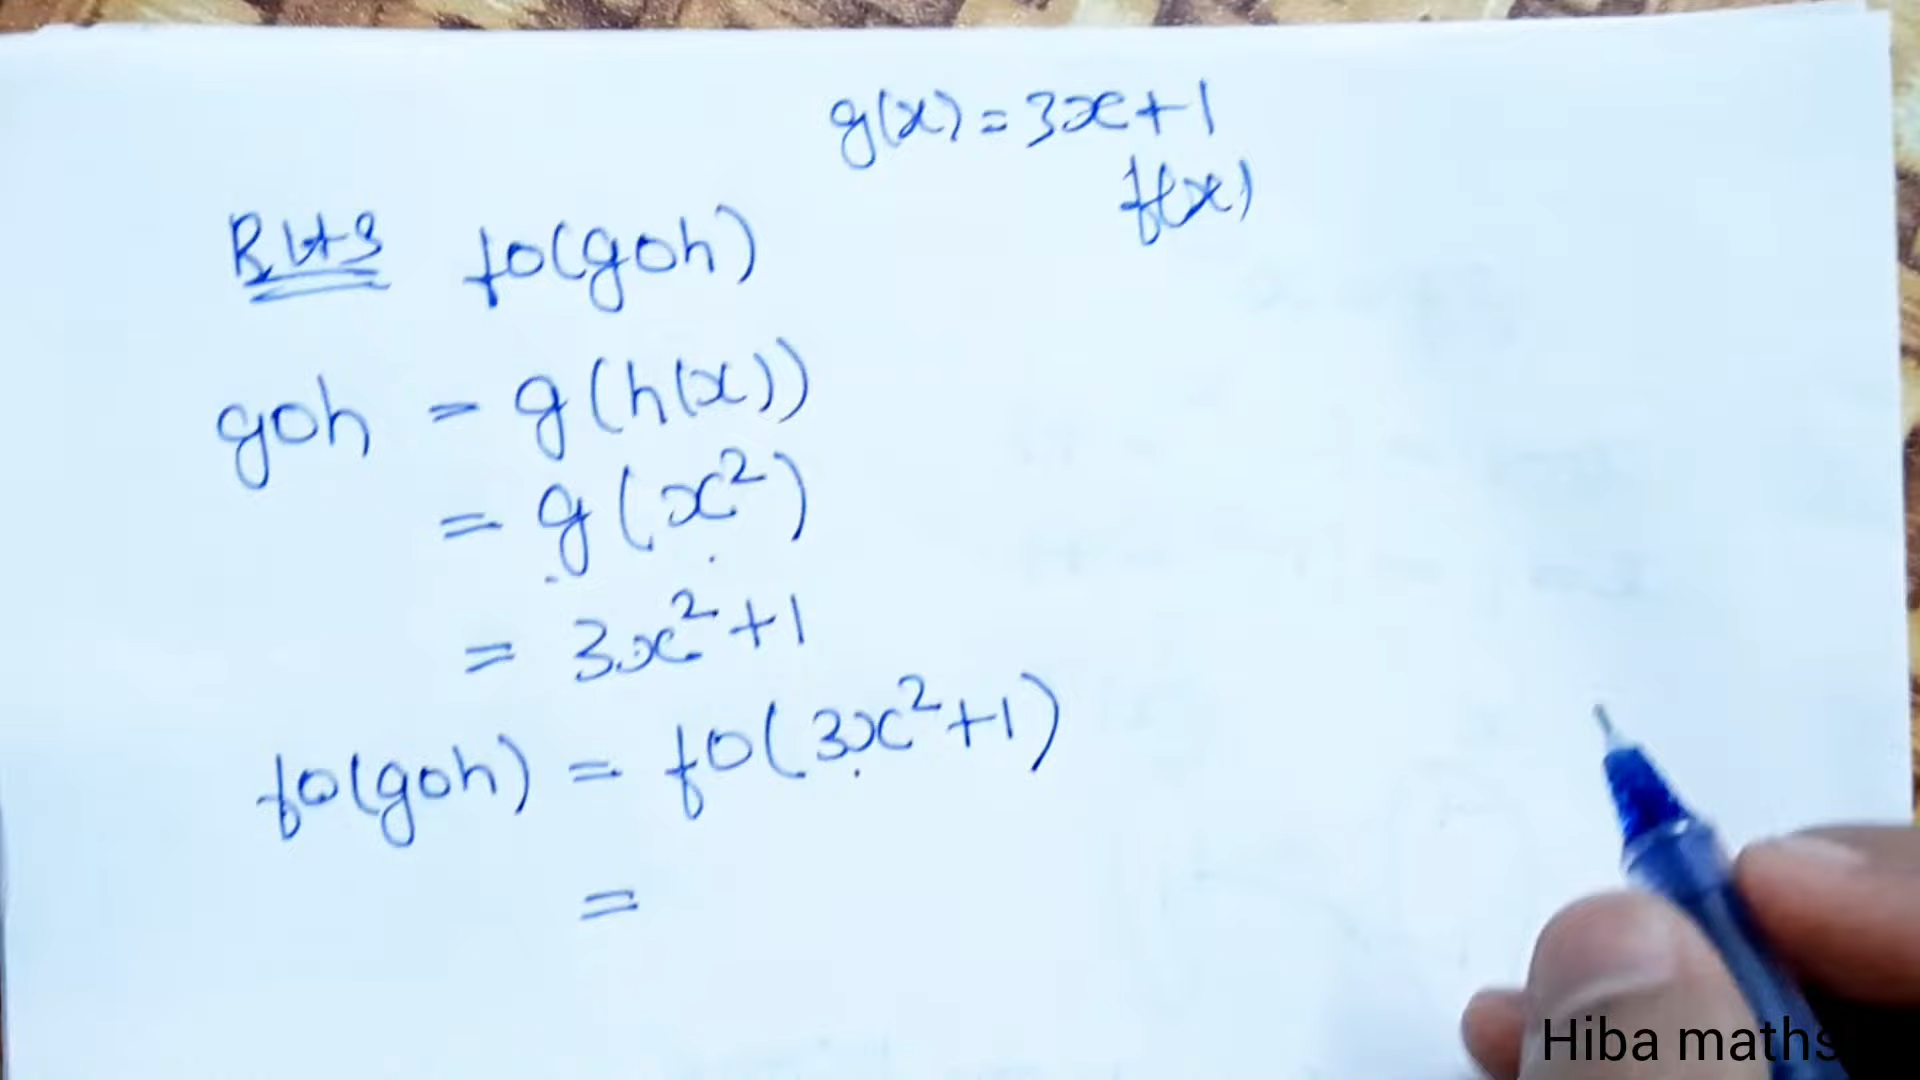 g(x) = 3x+1
f(x)
RHS fo(goh)
goh = g(h(x))
= g(x²)
= 3x²+1
fo(goh) = fo(3x²+1)
=
Hiba maths